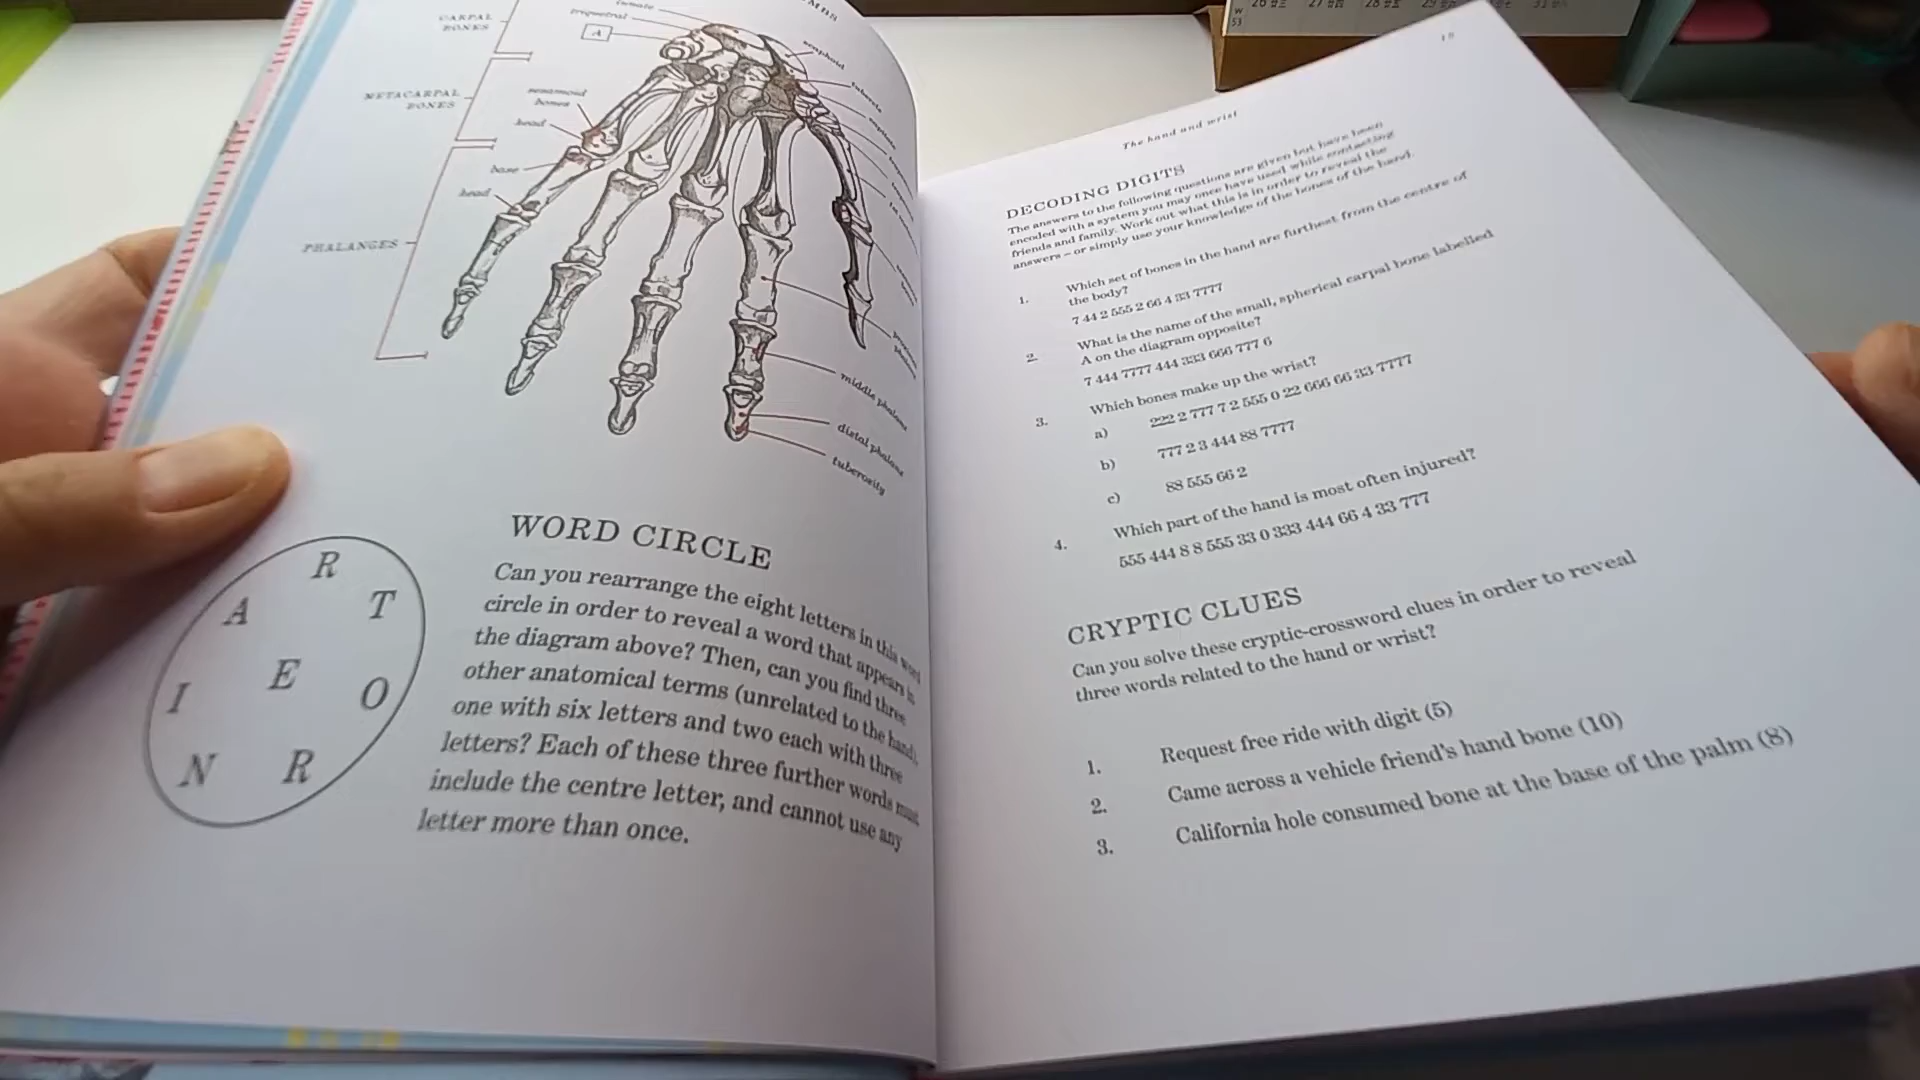 CARPAL
BONES
triquetral
A
scaphoid
tubercle
METACARPAL
BONES
sesamoid
bones
head
base
head
PHALANGES
middle phalanx
distal phalanx
tuberosity
WORD CIRCLE
Can you rearrange the eight letters in this word
circle in order to reveal a word that appears in
the diagram above? Then, can you find three
other anatomical terms (unrelated to the hand),
one with six letters and two each with three
letters? Each of these three further words must
include the centre letter, and cannot use any
letter more than once.
R
A
T
E
I
O
N
R
The hand and wrist
DECODING DIGITS
The answers to the following questions are given but have been
encoded with a system you may once have used while contacting
friends and family. Work out what this is in order to reveal the
answers – or simply use your knowledge of the bones of the hand.
1. Which set of bones in the hand are furthest from the centre of
the body?
7 44 2 555 2 66 4 33 7777
2. What is the name of the small, spherical carpal bone labelled
A on the diagram opposite?
7 444 7777 444 333 666 777 6
3. Which bones make up the wrist?
a) 222 2 777 7 2 555 0 22 666 66 33 7777
b) 777 2 3 444 88 7777
c) 88 555 66 2
4. Which part of the hand is most often injured?
555 444 8 8 555 33 0 333 444 66 4 33 777
CRYPTIC CLUES
Can you solve these cryptic-crossword clues in order to reveal
three words related to the hand or wrist?
1. Request free ride with digit (5)
2. Came across a vehicle friend's hand bone (10)
3. California hole consumed bone at the base of the palm (8)
W
53